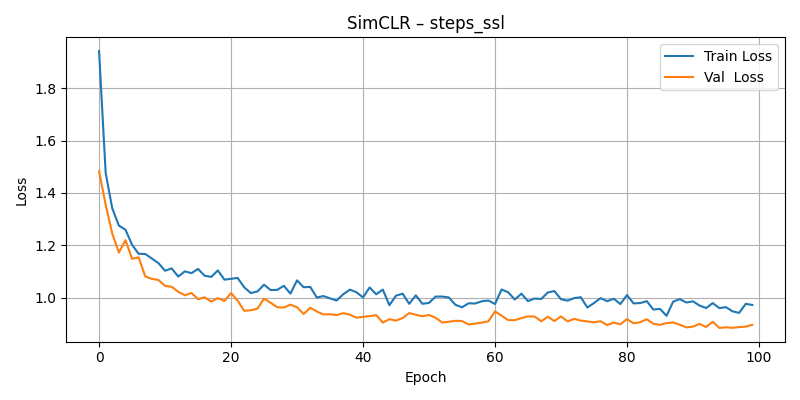 SimCLR – steps_ssl
Train Loss
Val  Loss
Loss
1.8
1.6
1.4
1.2
1.0
0 20 40 60 80 100
Epoch